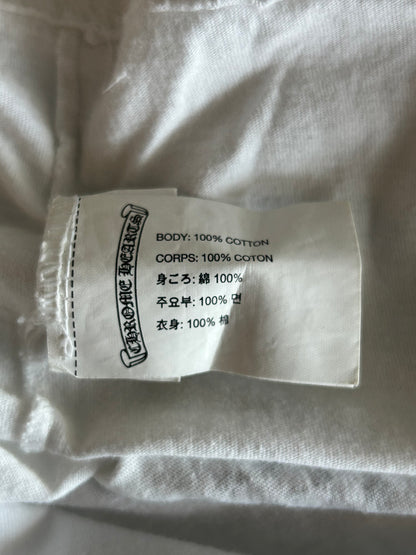 CHROME HEARTS
BODY: 100% COTTON
CORPS: 100% COTON
身ごろ: 綿 100%
주요부: 100% 면
衣身: 100% 棉